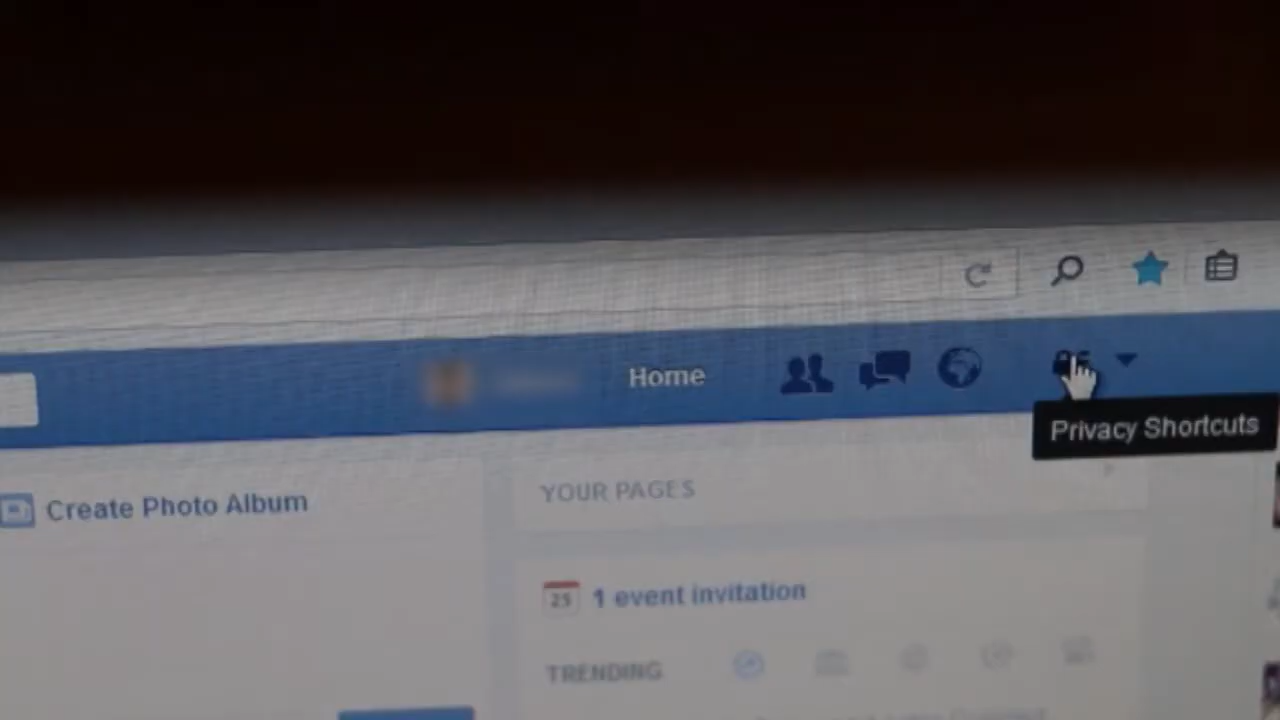 Home
Privacy Shortcuts
Create Photo Album
YOUR PAGES
25
1 event invitation
TRENDING